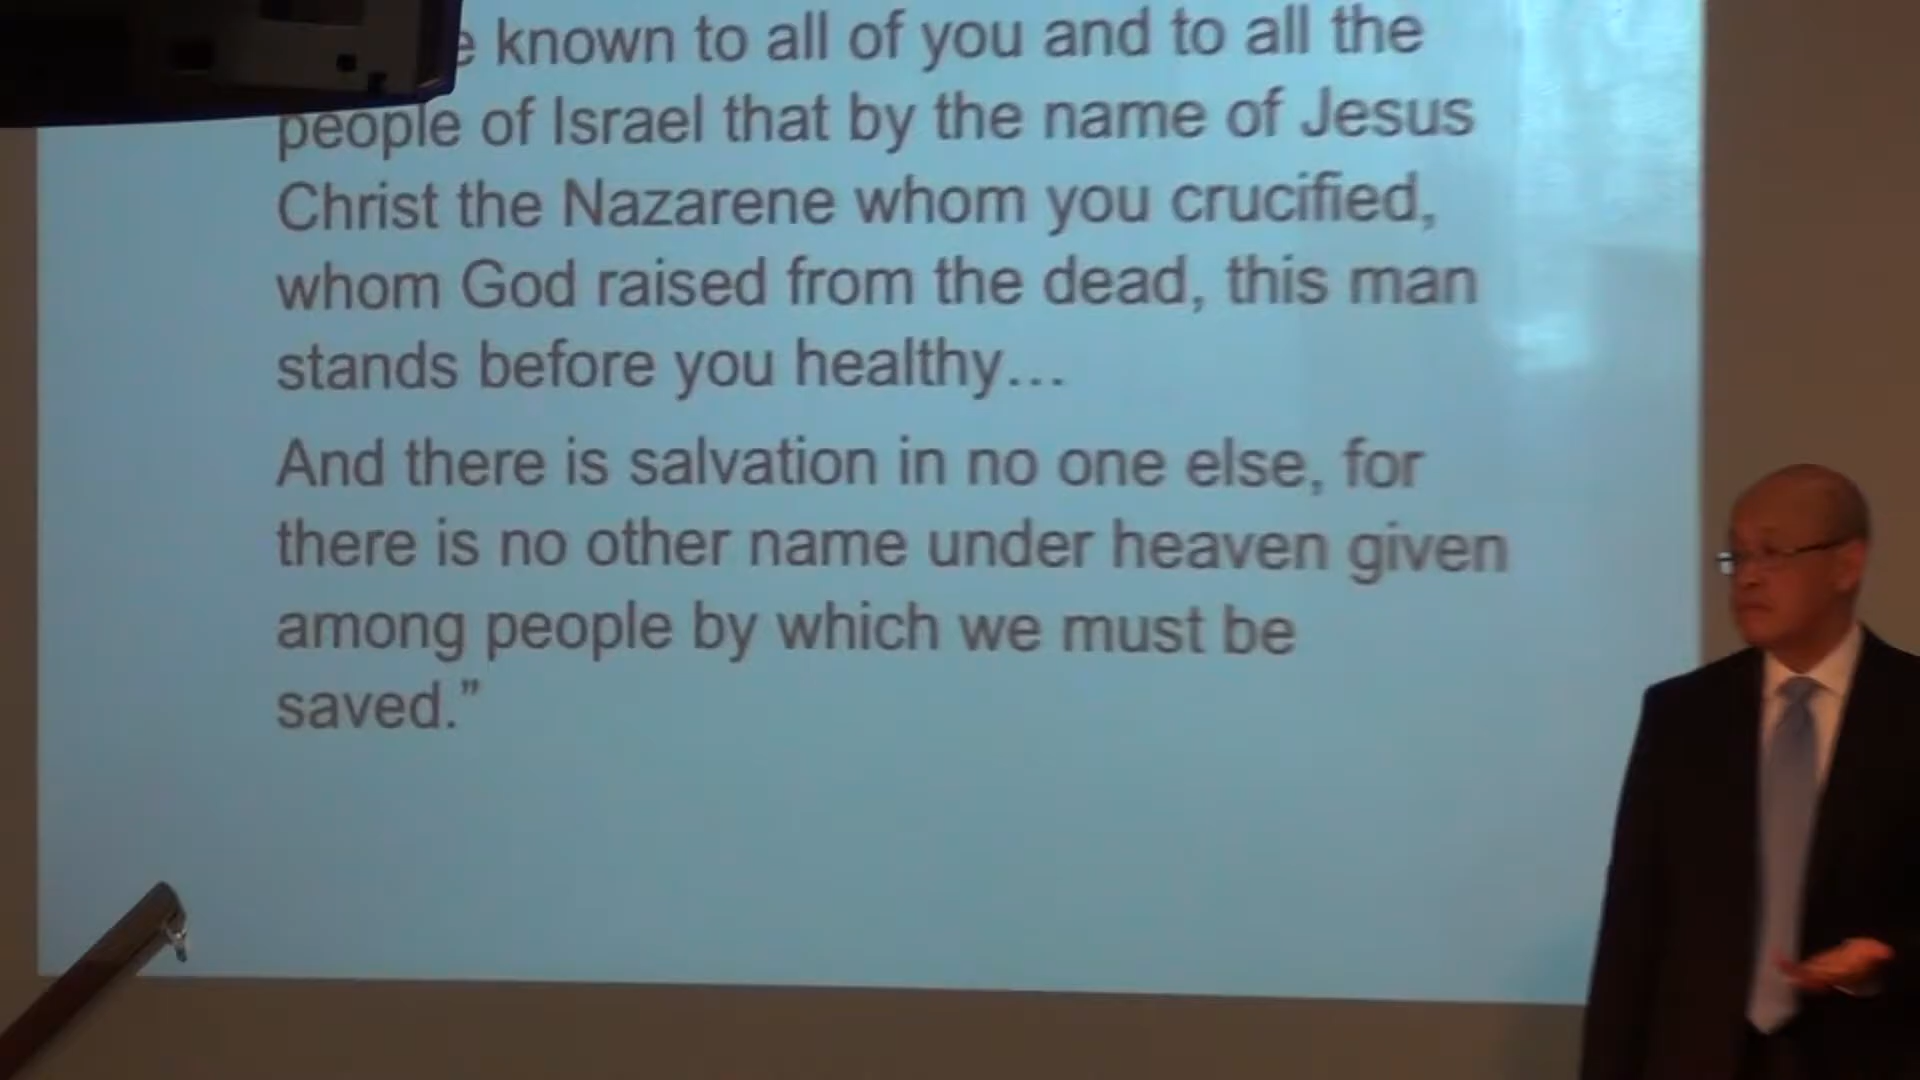 known to all of you and to all the
people of Israel that by the name of Jesus
Christ the Nazarene whom you crucified,
whom God raised from the dead, this man
stands before you healthy…
And there is salvation in no one else, for
there is no other name under heaven given
among people by which we must be
saved.”